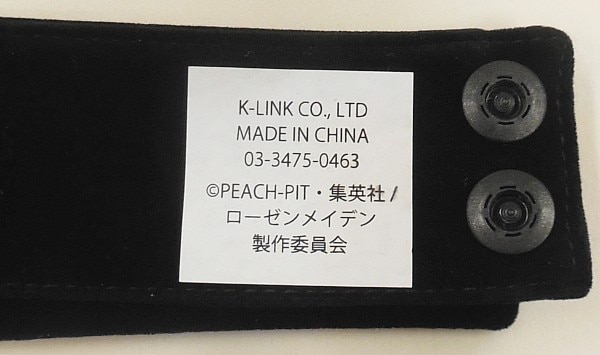 K-LINK CO., LTD
MADE IN CHINA
03-3475-0463
©PEACH-PIT・集英社/
ローゼンメイデン
製作委員会